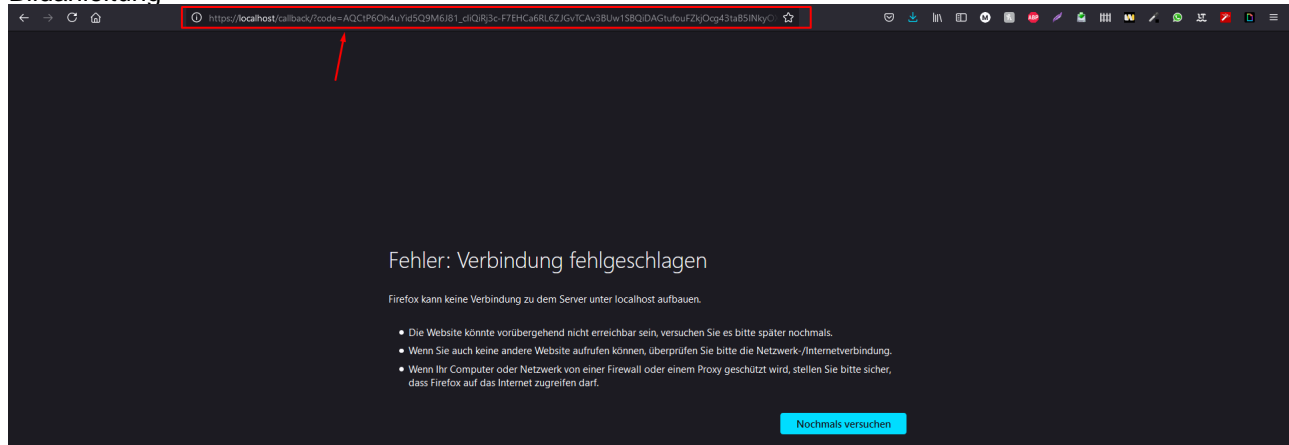 Bildanleitung
https://localhost/callback/?code=AQCtP6Oh4uYid5Q9M6J81_cliQiRj3c-F7EHCa6RL6ZJGvTCAv3BUw1SBQiDAGtufouFZkjOcg43taB5INkyO
Fehler: Verbindung fehlgeschlagen
Firefox kann keine Verbindung zu dem Server unter localhost aufbauen.
Die Website könnte vorübergehend nicht erreichbar sein, versuchen Sie es bitte später nochmals.
Wenn Sie auch keine andere Website aufrufen können, überprüfen Sie bitte die Netzwerk-/Internetverbindung.
Wenn Ihr Computer oder Netzwerk von einer Firewall oder einem Proxy geschützt wird, stellen Sie bitte sicher,
dass Firefox auf das Internet zugreifen darf.
Nochmals versuchen